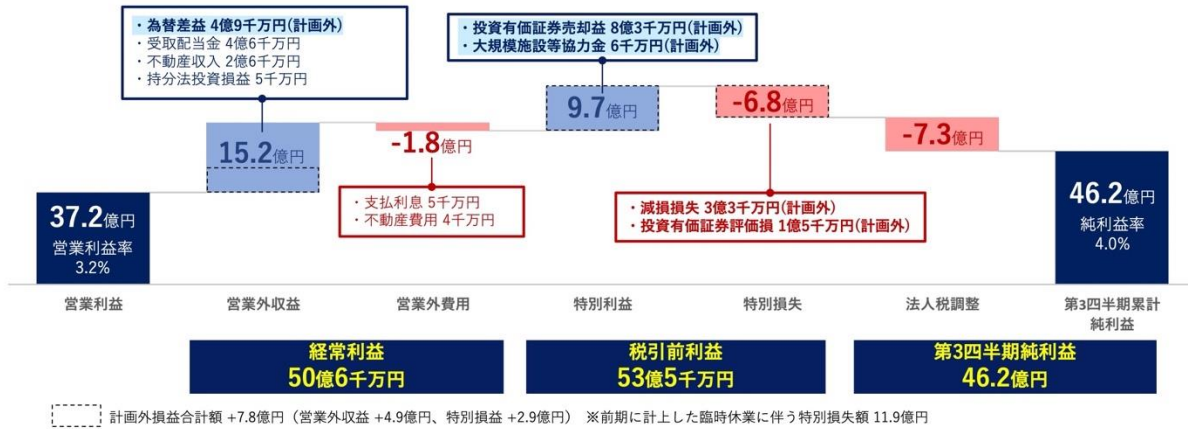 ・為替差益 4億9千万円(計画外)
・受取配当金 4億6千万円
・不動産収入 2億6千万円
・持分法投資損益 5千万円
・投資有価証券売却益 8億3千万円(計画外)
・大規模施設等協力金 6千万円(計画外)
37.2億円
営業利益率
3.2%
15.2億円
-1.8億円
・支払利息 5千万円
・不動産費用 4千万円
9.7億円
-6.8億円
・減損損失 3億3千万円(計画外)
・投資有価証券評価損 1億5千万円(計画外)
-7.3億円
46.2億円
純利益率
4.0%
営業利益
営業外収益
営業外費用
特別利益
特別損失
法人税調整
第3四半期累計
純利益
経常利益
50億6千万円
税引前利益
53億5千万円
第3四半期純利益
46.2億円
計画外損益合計額 +7.8億円（営業外収益 +4.9億円、特別損益 +2.9億円） ※前期に計上した臨時休業に伴う特別損失額 11.9億円